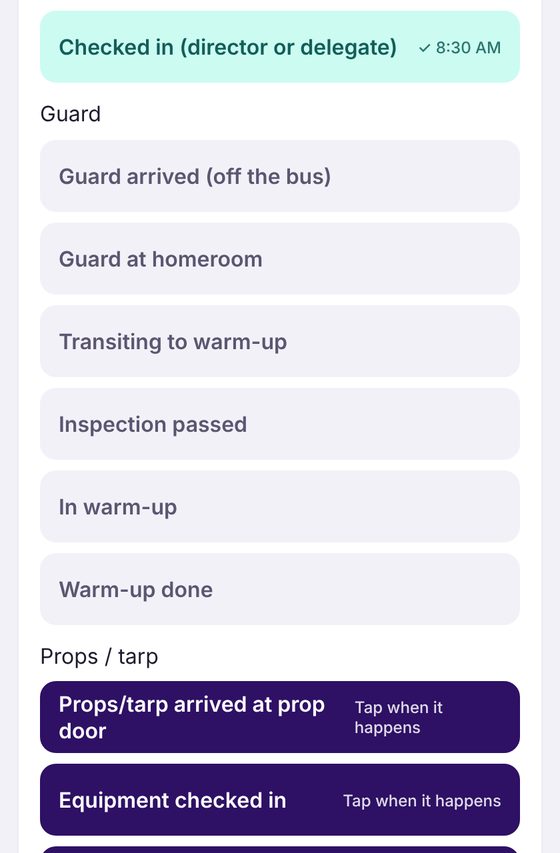 Checked in (director or delegate) ✓ 8:30 AM
Guard
Guard arrived (off the bus)
Guard at homeroom
Transiting to warm-up
Inspection passed
In warm-up
Warm-up done
Props / tarp
Props/tarp arrived at prop
door
Tap when it
happens
Equipment checked in Tap when it happens